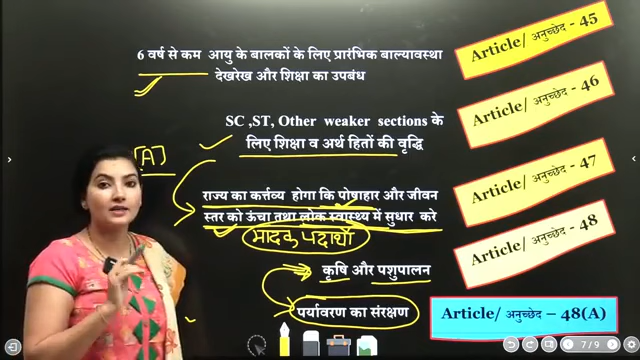 6 वर्ष से कम आयु के बालकों के लिए प्रारंभिक बाल्यावस्था
देखरेख और शिक्षा का उपबंध
Article/ अनुच्छेद - 45
SC ,ST, Other weaker sections के
लिए शिक्षा व अर्थ हितों की वृद्धि
Article/ अनुच्छेद - 46
[A]
राज्य का कर्त्तव्य होगा कि पोषाहार और जीवन
स्तर को ऊंचा तथा लोक स्वास्थ्य में सुधार करे
Article/ अनुच्छेद - 47
मादक पदार्थों
कृषि और पशुपालन
Article/ अनुच्छेद - 48
पर्यावरण का संरक्षण
Article/ अनुच्छेद – 48(A)
7 / 9